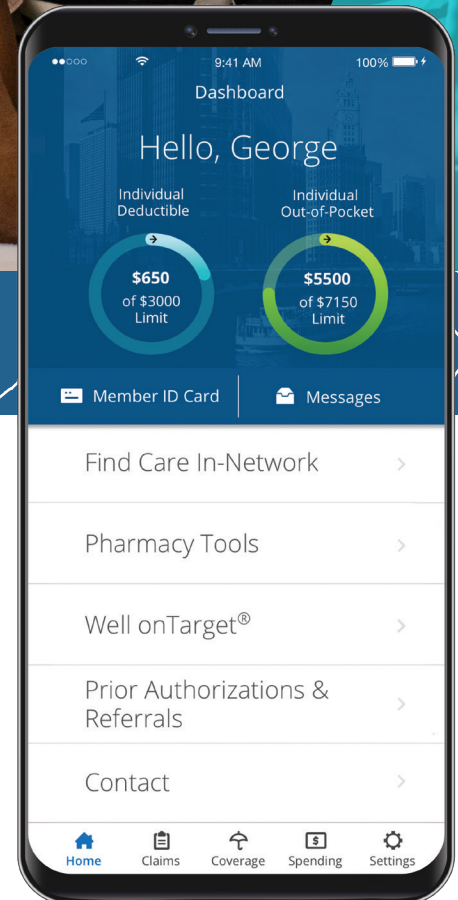 9:41 AM
100%
Dashboard
Hello, George
Individual
Deductible
Individual
Out-of-Pocket
$650
of $3000
Limit
$5500
of $7150
Limit
Member ID Card
Messages
Find Care In-Network
Pharmacy Tools
Well onTarget®
Prior Authorizations &
Referrals
Contact
Home
Claims
Coverage
$
Spending
Settings